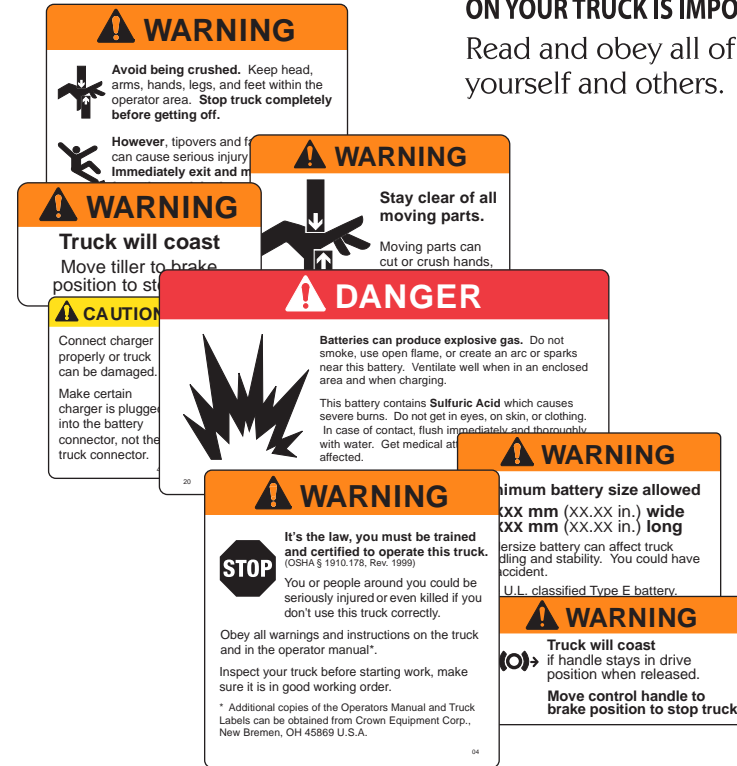 ON YOUR TRUCK IS IMPO
Read and obey all of
yourself and others.
WARNING
Avoid being crushed. Keep head,
arms, hands, legs, and feet within the
operator area. Stop truck completely
before getting off.
However, tipovers and fa
can cause serious injury
Immediately exit and m
WARNING
Stay clear of all
moving parts.
Moving parts can
cut or crush hands,
WARNING
Truck will coast
Move tiller to brake
position to st
CAUTION
Connect charger
properly or truck
can be damaged.
Make certain
charger is plugge
into the battery
connector, not the
truck connector.
DANGER
Batteries can produce explosive gas. Do not
smoke, use open flame, or create an arc or sparks
near this battery. Ventilate well when in an enclosed
area and when charging.
This battery contains Sulfuric Acid which causes
severe burns. Do not get in eyes, on skin, or clothing.
In case of contact, flush immediately and thoroughly
with water. Get medical at
affected.
20
WARNING
nimum battery size allowed
XXX mm (XX.XX in.) wide
XXX mm (XX.XX in.) long
ersize battery can affect truck
dling and stability. You could have
accident.
U.L. classified Type E battery.
WARNING
STOP
It's the law, you must be trained
and certified to operate this truck.
(OSHA § 1910.178, Rev. 1999)
You or people around you could be
seriously injured or even killed if you
don't use this truck correctly.
Obey all warnings and instructions on the truck
and in the operator manual*.
Inspect your truck before starting work, make
sure it is in good working order.
* Additional copies of the Operators Manual and Truck
Labels can be obtained from Crown Equipment Corp.,
New Bremen, OH 45869 U.S.A.
04
WARNING
Truck will coast
if handle stays in drive
position when released.
Move control handle to
brake position to stop truck